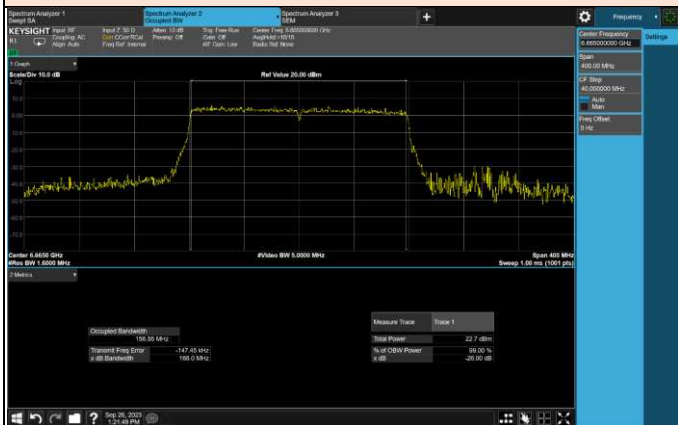 Spectrum Analyzer 1
Swept SA
Spectrum Analyzer 2
Occupied BW
Spectrum Analyzer 3
SEM
+
Frequency
KEYSIGHT
Input: RF
Coupling: AC
Align: Auto
Input Z: 50 Ω
Corr CCorr RCal
Freq Ref: Internal
Atten: 10 dB
Preamp: Off
Trig: Free Run
Gate: Off
#IF Gain: Low
Center Freq: 6.665000000 GHz
Avg|Hold:>10/10
Radio Std: None
Center Frequency
6.665000000 GHz
Settings
Span
400.00 MHz
CF Step
40.000000 MHz
Auto
Man
Freq Offset
0 Hz
1 Graph
Scale/Div 10.0 dB
Ref Value 20.00 dBm
Log
Center 6.6650 GHz
#Res BW 1.6000 MHz
#Video BW 5.0000 MHz
Span 400 MHz
Sweep 1.00 ms (1001 pts)
2 Metrics
Occupied Bandwidth
156.56 MHz
Transmit Freq Error -147.45 kHz
x dB Bandwidth 166.0 MHz
Measure Trace Trace 1
Total Power 22.7 dBm
% of OBW Power 99.00 %
x dB -26.00 dB
?
Sep 26, 2023
1:21:48 PM